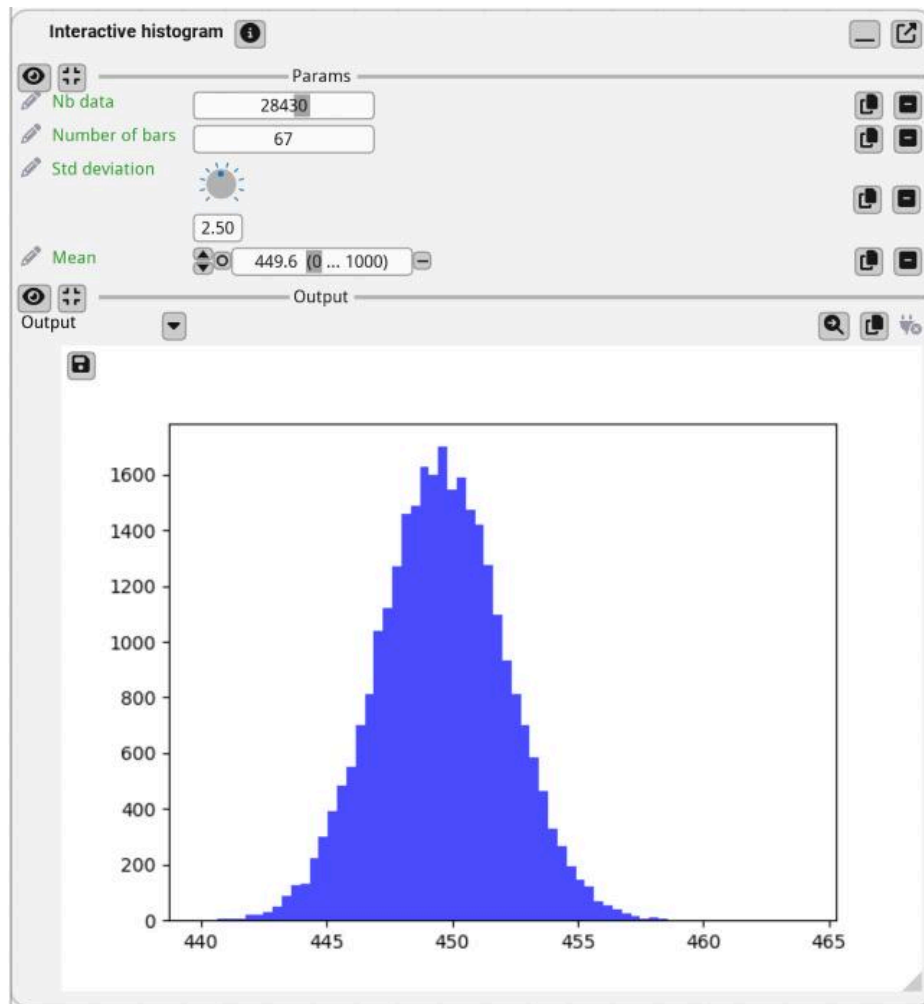 Interactive histogram
Params
Nb data 28430
Number of bars 67
Std deviation
2.50
Mean 449.6 (0 ... 1000)
Output
Output
1600
1400
1200
1000
800
600
400
200
0
440 445 450 455 460 465